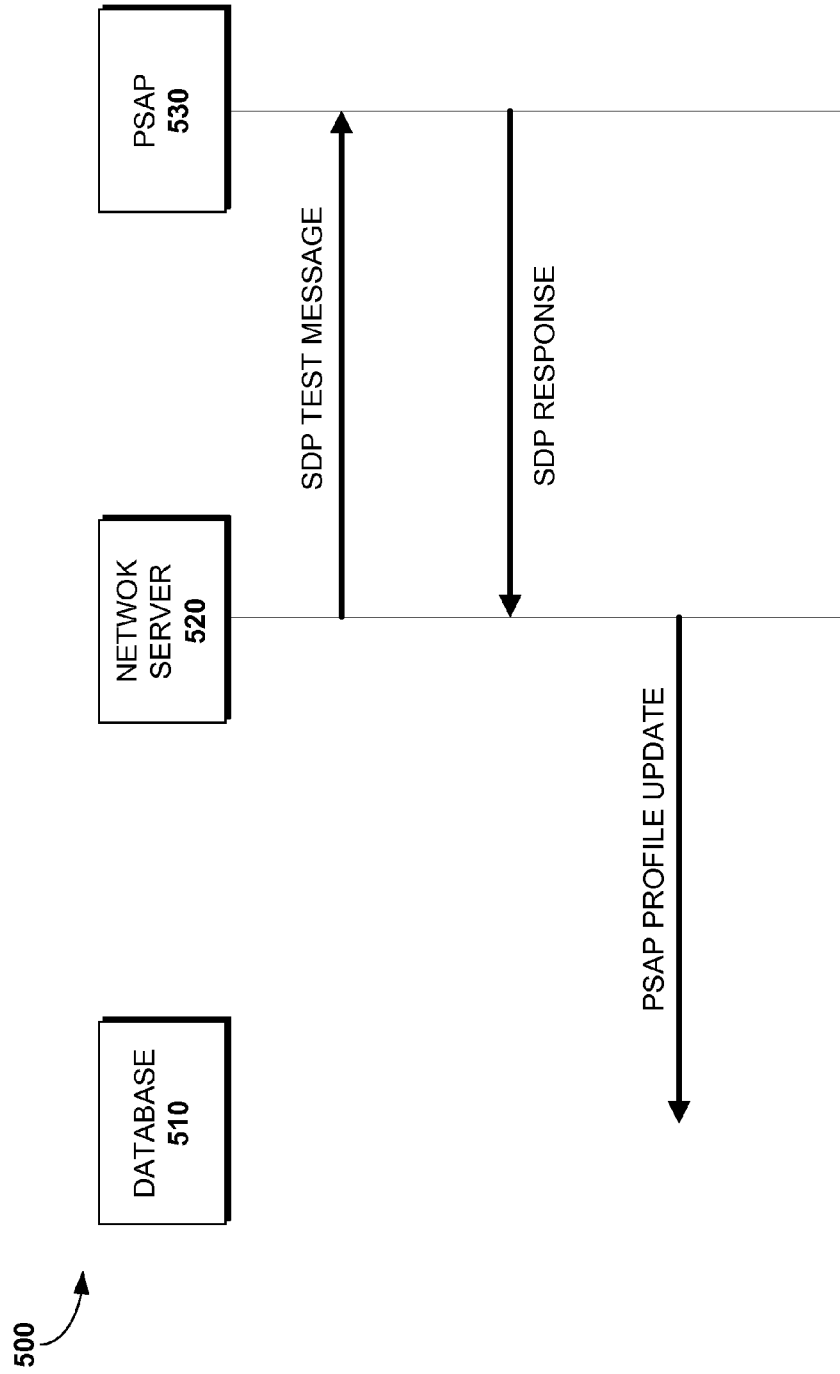 500
DATABASE
510
NETWOK
SERVER
520
PSAP
530
SDP TEST MESSAGE
SDP RESPONSE
PSAP PROFILE UPDATE